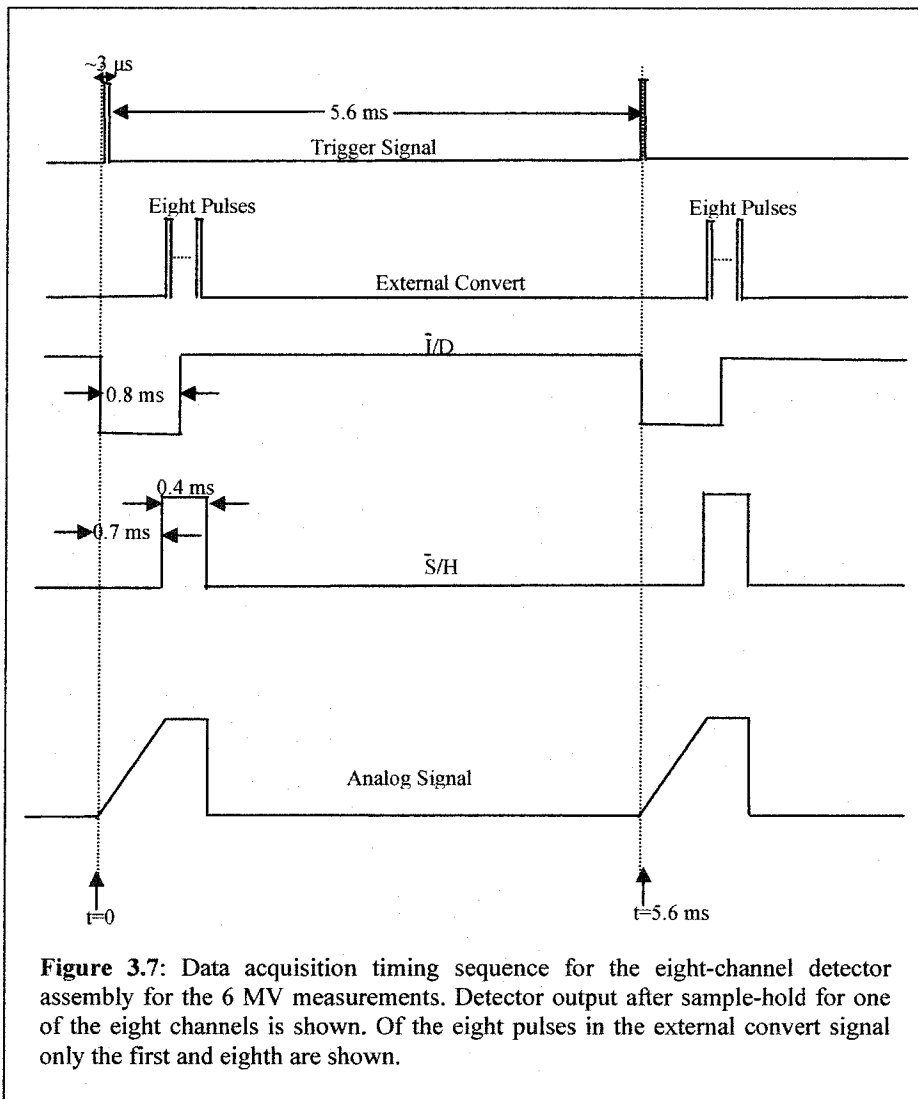 ~3 µs
5.6 ms
Trigger Signal
Eight Pulses
Eight Pulses
External Convert
Ī/D
0.8 ms
0.4 ms
0.7 ms
S̄/H
Analog Signal
t=0
t=5.6 ms
Figure 3.7: Data acquisition timing sequence for the eight-channel detector
assembly for the 6 MV measurements. Detector output after sample-hold for one
of the eight channels is shown. Of the eight pulses in the external convert signal
only the first and eighth are shown.